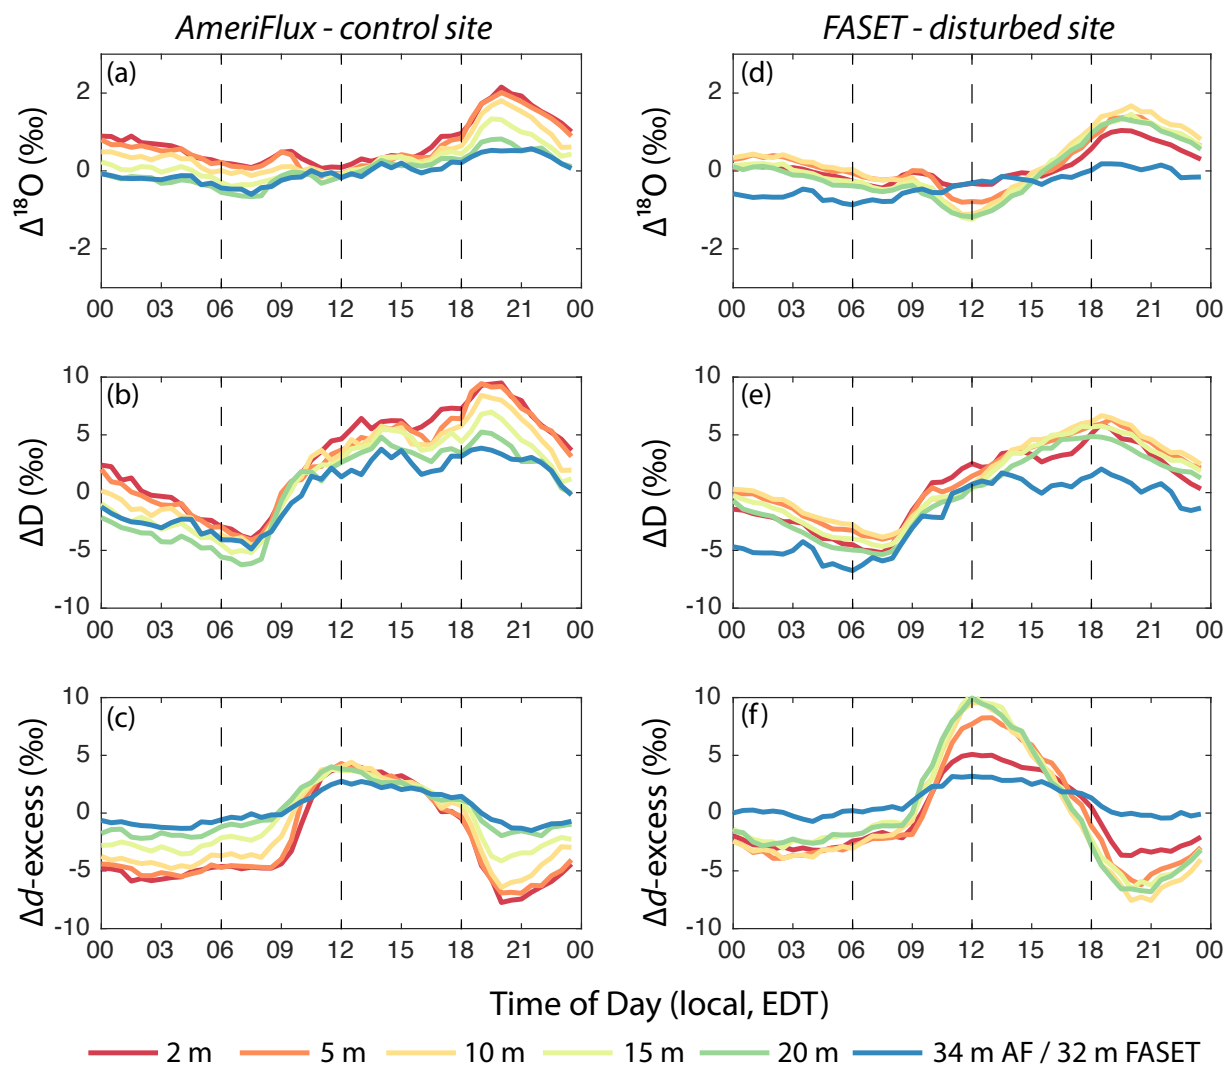 AmeriFlux - control site
FASET - disturbed site
(a)
Δ¹⁸O (‰)
2
0
-2
00 03 06 09 12 15 18 21 00
(d)
Δ¹⁸O (‰)
2
0
-2
00 03 06 09 12 15 18 21 00
(b)
ΔD (‰)
10
5
0
-5
-10
00 03 06 09 12 15 18 21 00
(e)
ΔD (‰)
10
5
0
-5
-10
00 03 06 09 12 15 18 21 00
(c)
Δd-excess (‰)
10
5
0
-5
-10
00 03 06 09 12 15 18 21 00
(f)
Δd-excess (‰)
10
5
0
-5
-10
00 03 06 09 12 15 18 21 00
Time of Day (local, EDT)
2 m 5 m 10 m 15 m 20 m 34 m AF / 32 m FASET